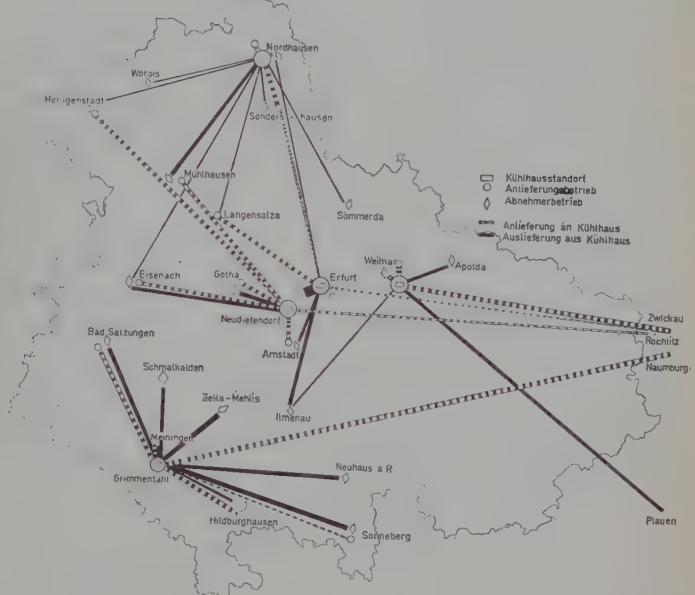 Nordhausen
Worbis
Heiligenstadt
Sondershausen
Mühlhausen
Langensalza
Sömmerda
Kühlhausstandort
Anlieferungsbetrieb
Abnehmerbetrieb
Anlieferung an Kühlhaus
Auslieferung aus Kühlhaus
Weimar
Apolda
Eisenach
Gotha
Erfurt
Neudietendorf
Zwickau
Rochlitz
Naumburg
Bad Salzungen
Arnstadt
Schmalkalden
Zella-Mehlis
Ilmenau
Meiningen
Grimmenthal
Neuhaus a R
Hildburghausen
Sonneberg
Plauen